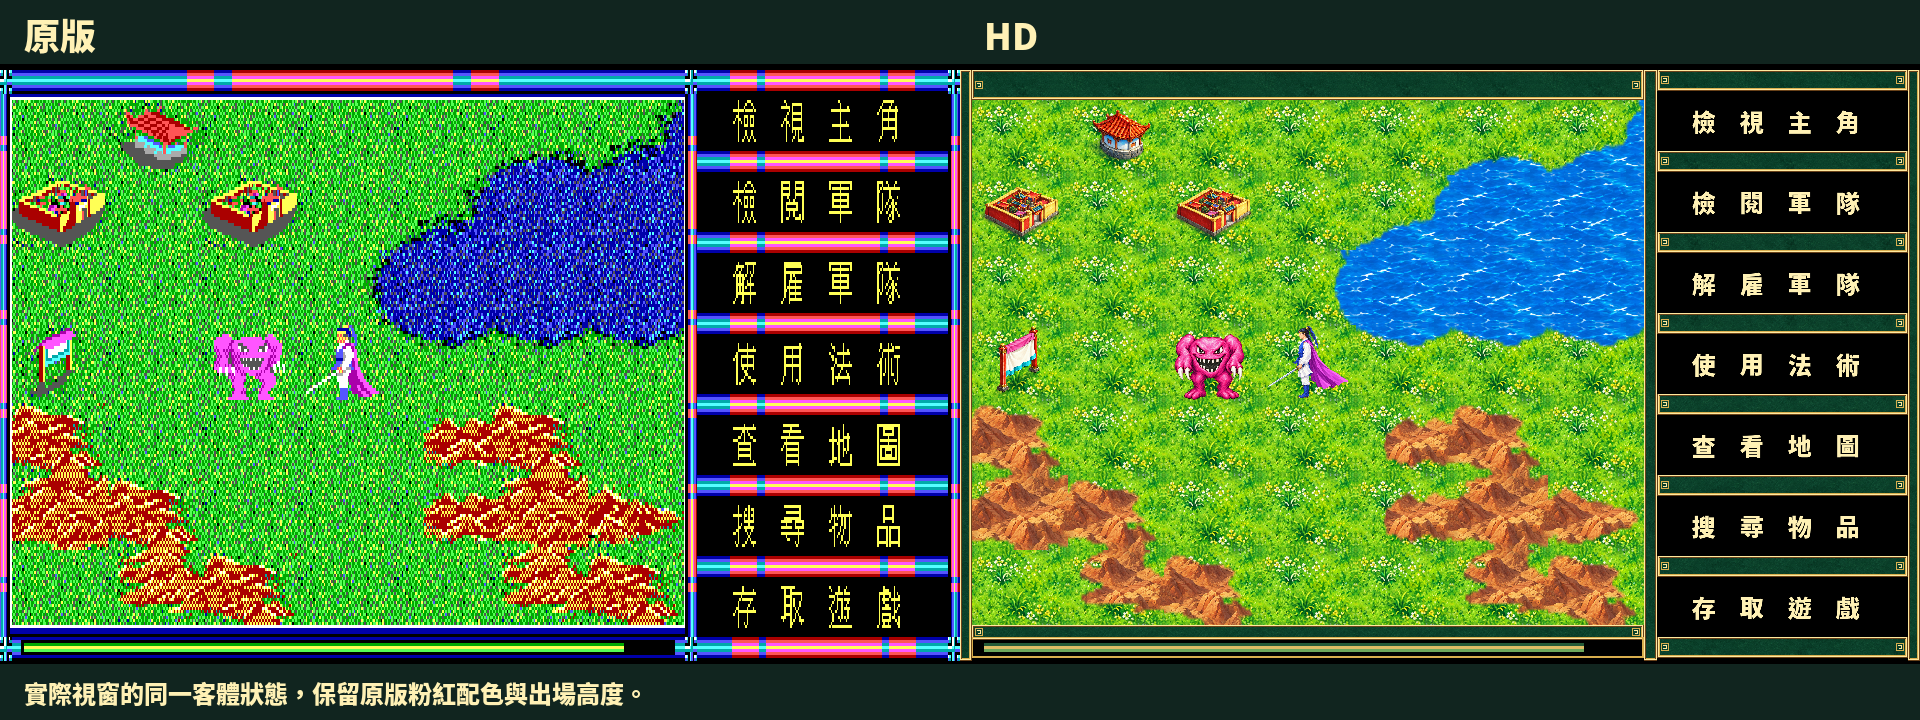 原版
HD
檢視主角
檢閱軍隊
解雇軍隊
使用法術
查看地圖
搜尋物品
存取遊戲
檢視主角
檢閱軍隊
解雇軍隊
使用法術
查看地圖
搜尋物品
存取遊戲
實際視窗的同一客體狀態，保留原版粉紅配色與出場高度。